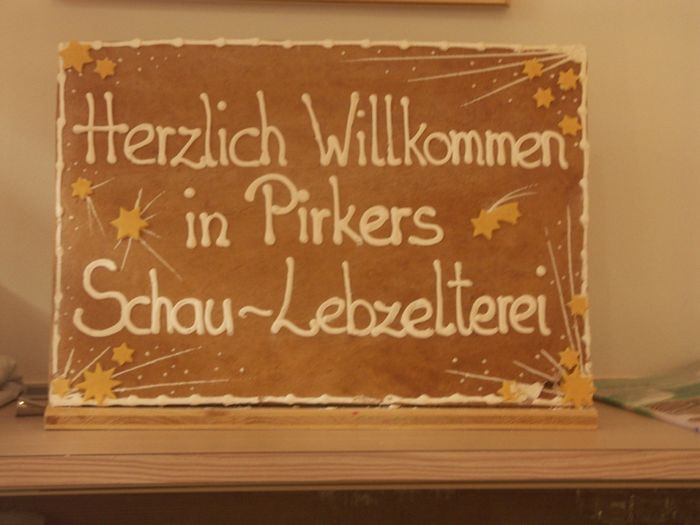 Herzlich Willkommen
in Pirkers
Schau~Lebzelterei